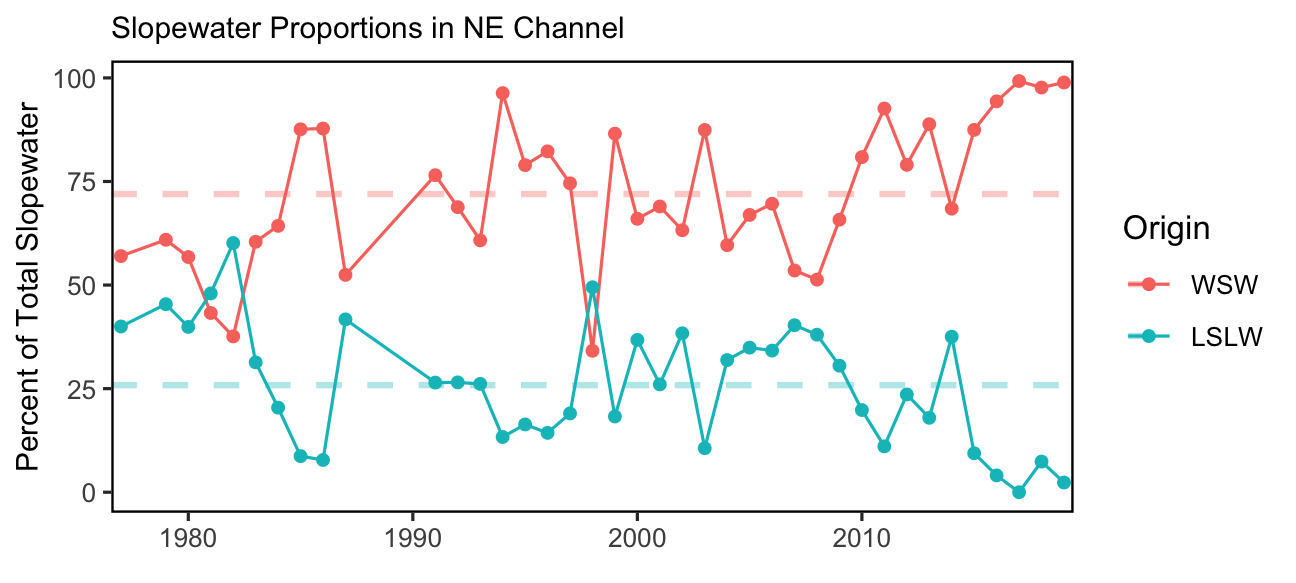 Slopewater Proportions in NE Channel
Percent of Total Slopewater
100
75
50
25
0
1980
1990
2000
2010
Origin
WSW
LSLW